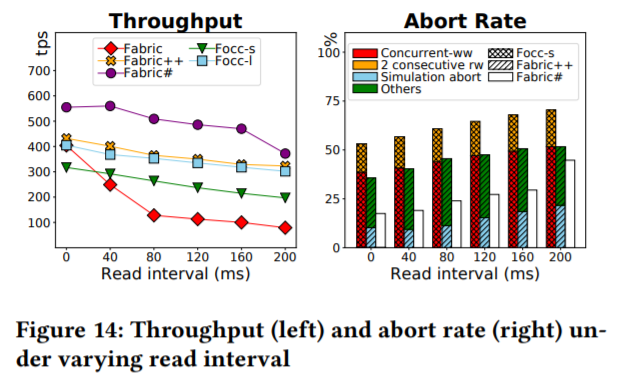 Throughput
tps
Fabric
Fabric++
Fabric#
Focc-s
Focc-l
700
600
500
400
300
200
100
0 40 80 120 160 200
Read interval (ms)
Abort Rate
%
Concurrent-ww
2 consecutive rw
Simulation abort
Others
Focc-s
Fabric++
Fabric#
100
75
50
25
0
0 40 80 120 160 200
Read interval (ms)
Figure 14: Throughput (left) and abort rate (right) un-
der varying read interval